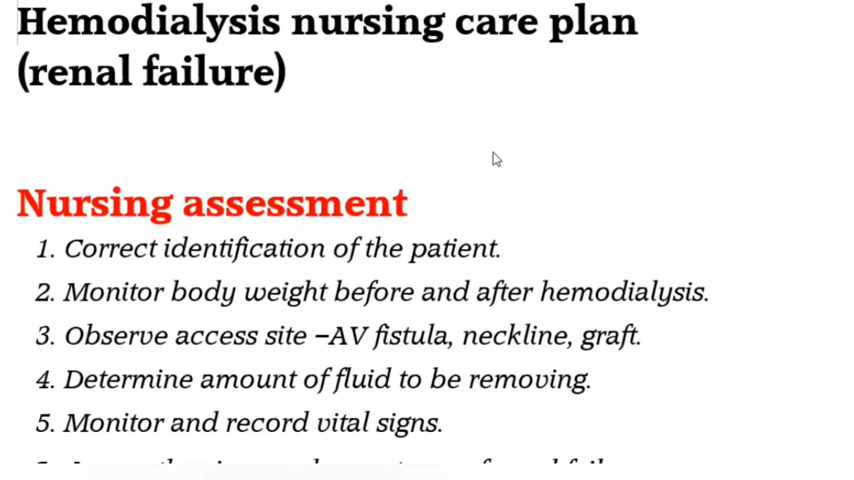 Hemodialysis nursing care plan
(renal failure)
Nursing assessment
1. Correct identification of the patient.
2. Monitor body weight before and after hemodialysis.
3. Observe access site –AV fistula, neckline, graft.
4. Determine amount of fluid to be removing.
5. Monitor and record vital signs.